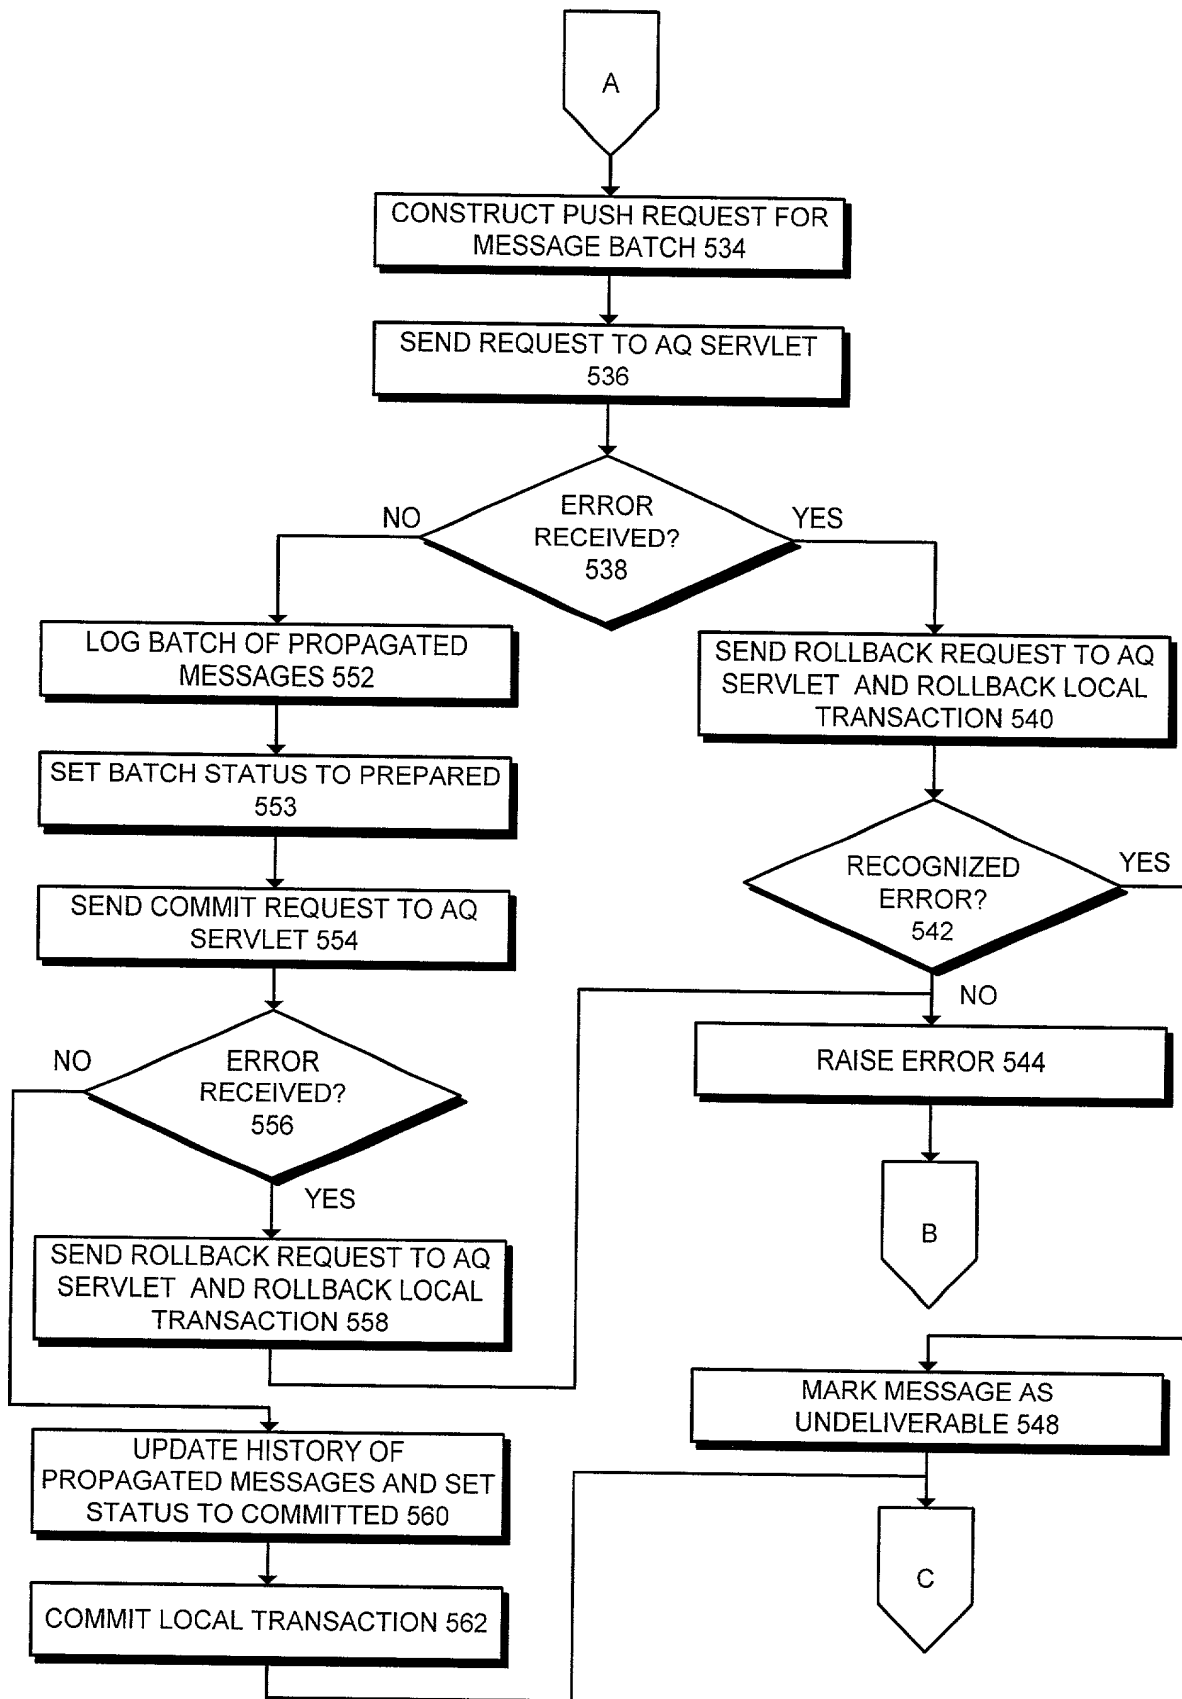 A
CONSTRUCT PUSH REQUEST FOR
MESSAGE BATCH 534
SEND REQUEST TO AQ SERVLET
536
ERROR
RECEIVED?
538
NO
YES
LOG BATCH OF PROPAGATED
MESSAGES 552
SET BATCH STATUS TO PREPARED
553
SEND COMMIT REQUEST TO AQ
SERVLET 554
ERROR
RECEIVED?
556
NO
YES
SEND ROLLBACK REQUEST TO AQ
SERVLET AND ROLLBACK LOCAL
TRANSACTION 558
UPDATE HISTORY OF
PROPAGATED MESSAGES AND SET
STATUS TO COMMITTED 560
COMMIT LOCAL TRANSACTION 562
SEND ROLLBACK REQUEST TO AQ
SERVLET AND ROLLBACK LOCAL
TRANSACTION 540
RECOGNIZED
ERROR?
542
YES
NO
RAISE ERROR 544
B
MARK MESSAGE AS
UNDELIVERABLE 548
C